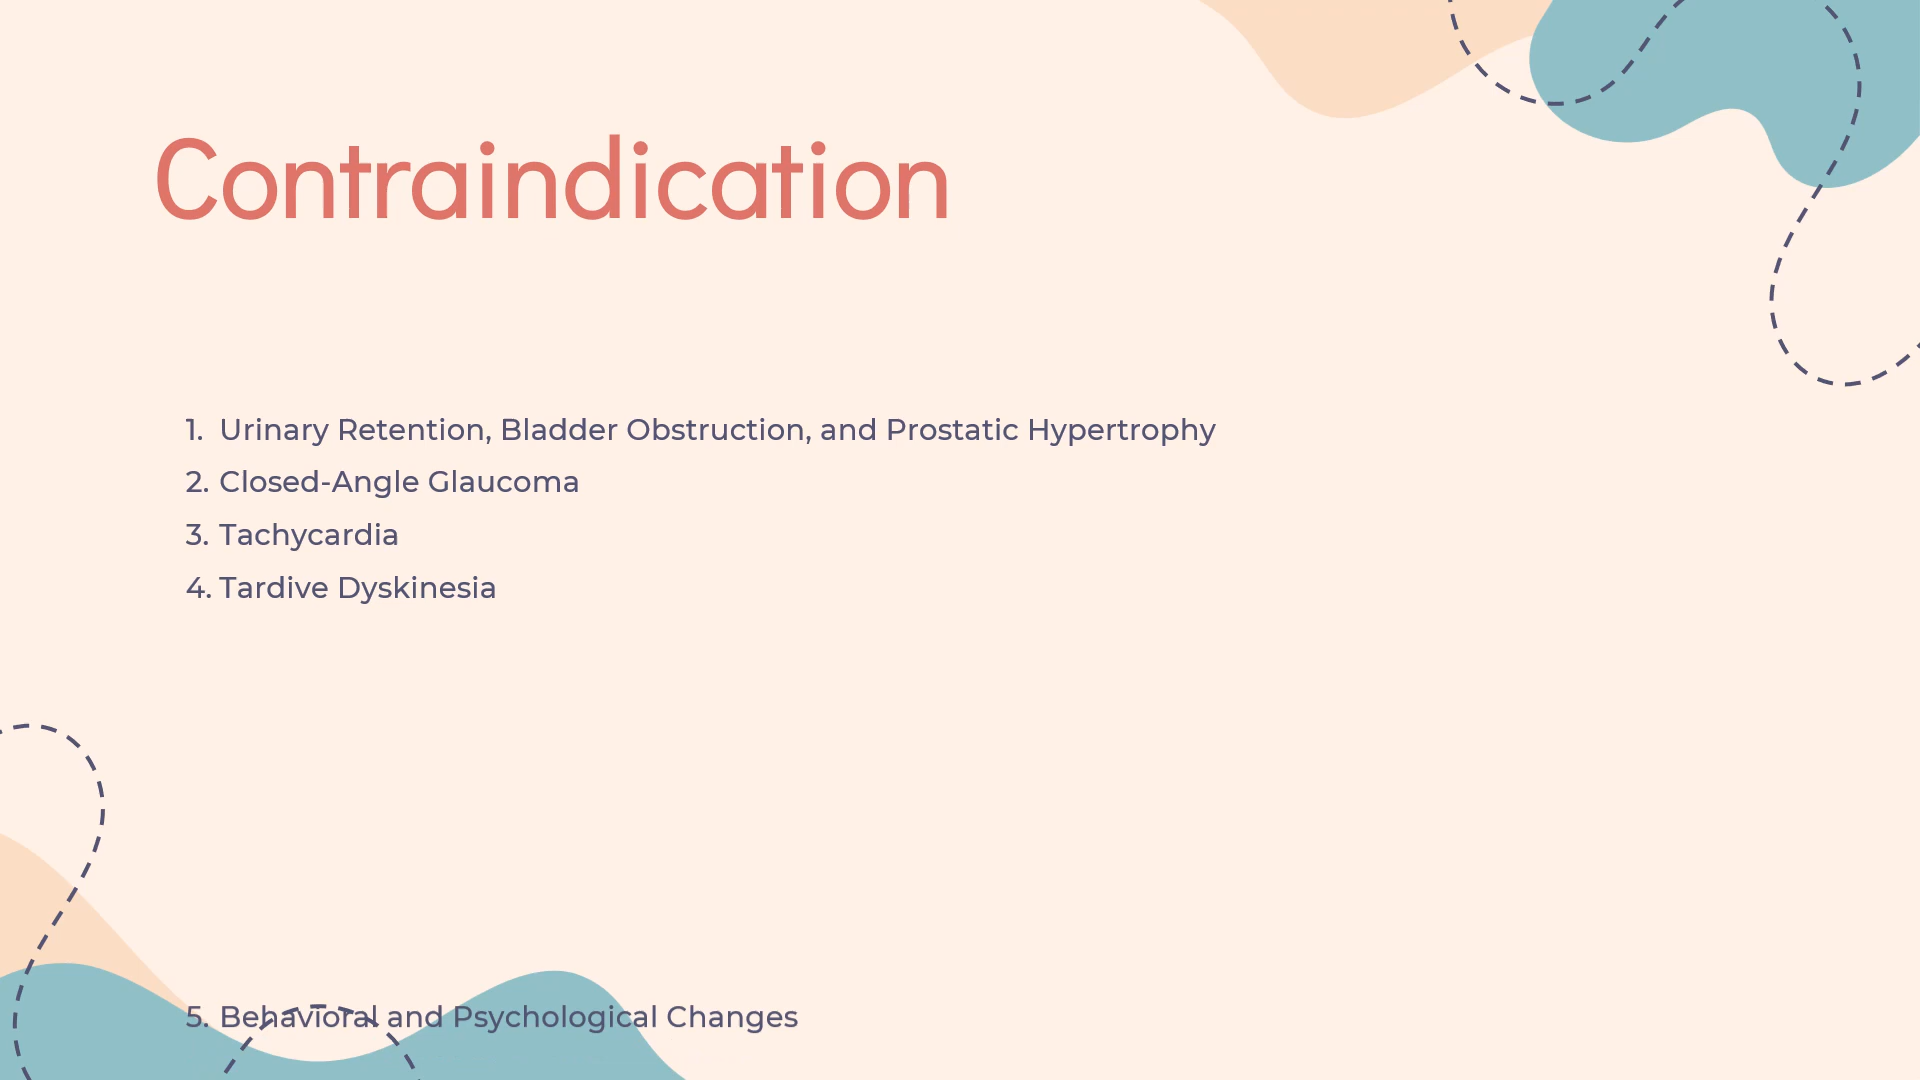 Contraindication
1. Urinary Retention, Bladder Obstruction, and Prostatic Hypertrophy
2. Closed-Angle Glaucoma
3. Tachycardia
4. Tardive Dyskinesia
5. Behavioral and Psychological Changes